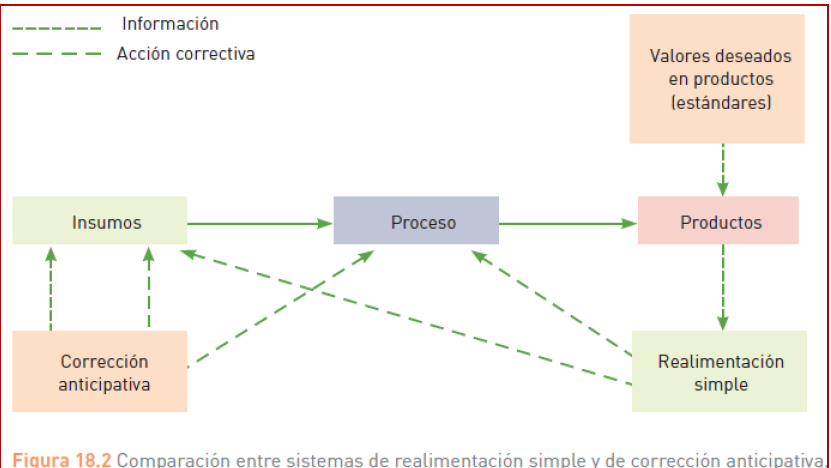 Información
Acción correctiva
Valores deseados
en productos
(estándares)
Insumos
Proceso
Productos
Corrección
anticipativa
Realimentación
simple
Figura 18.2 Comparación entre sistemas de realimentación simple y de corrección anticipativa.